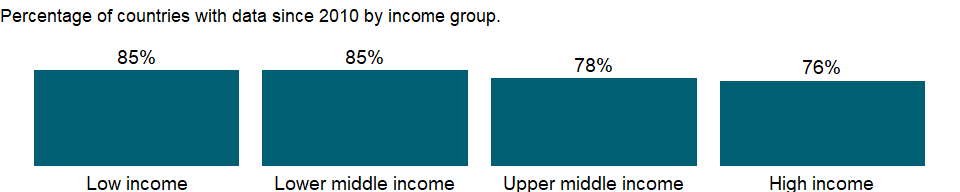 Percentage of countries with data since 2010 by income group.
85% 85% 78% 76%
Low income Lower middle income Upper middle income High income